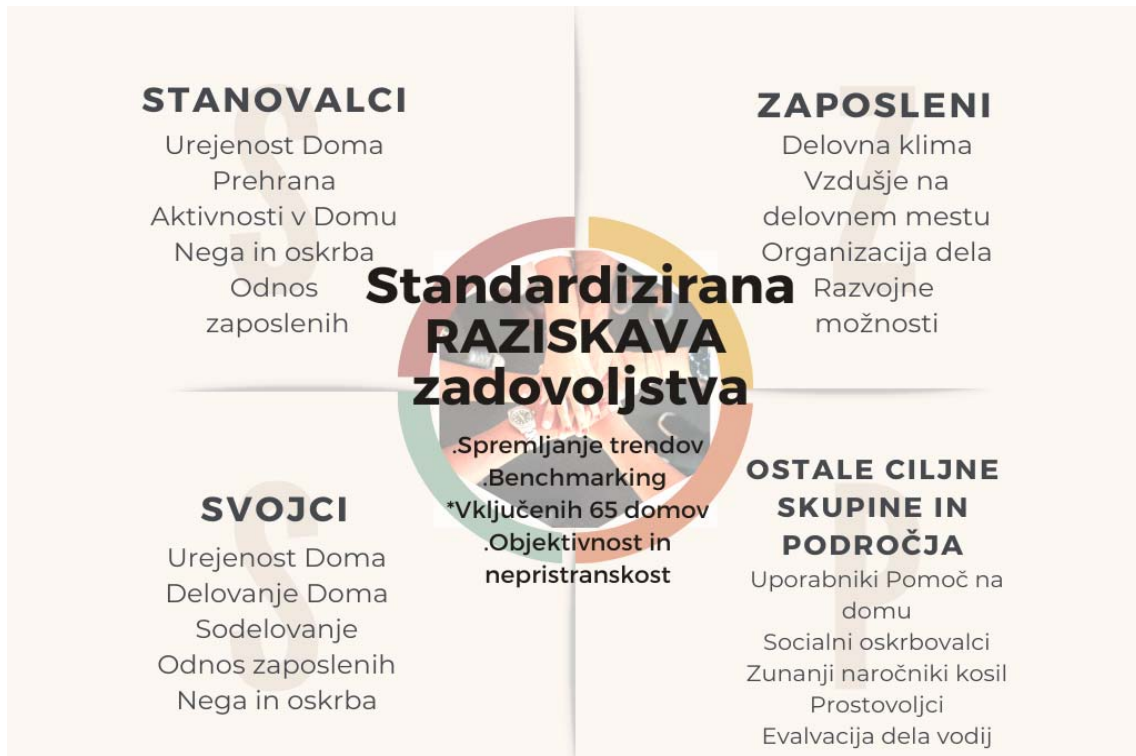 STANOVALCI
Urejenost Doma
Prehrana
Aktivnosti v Domu
Nega in oskrba
Odnos
zaposlenih
ZAPOSLENI
Delovna klima
Vzdušje na
delovnem mestu
Organizacija dela
Razvojne
možnosti
Standardizirana
RAZISKAVA
zadovoljstva
.Spremljanje trendov
.Benchmarking
*Vključenih 65 domov
.Objektivnost in
nepristranskost
SVOJCI
Urejenost Doma
Delovanje Doma
Sodelovanje
Odnos zaposlenih
Nega in oskrba
OSTALE CILJNE
SKUPINE IN
PODROČJA
Uporabniki Pomoč na
domu
Socialni oskrbovalci
Zunanji naročniki kosil
Prostovoljci
Evalvacija dela vodij
S
Z
S
P